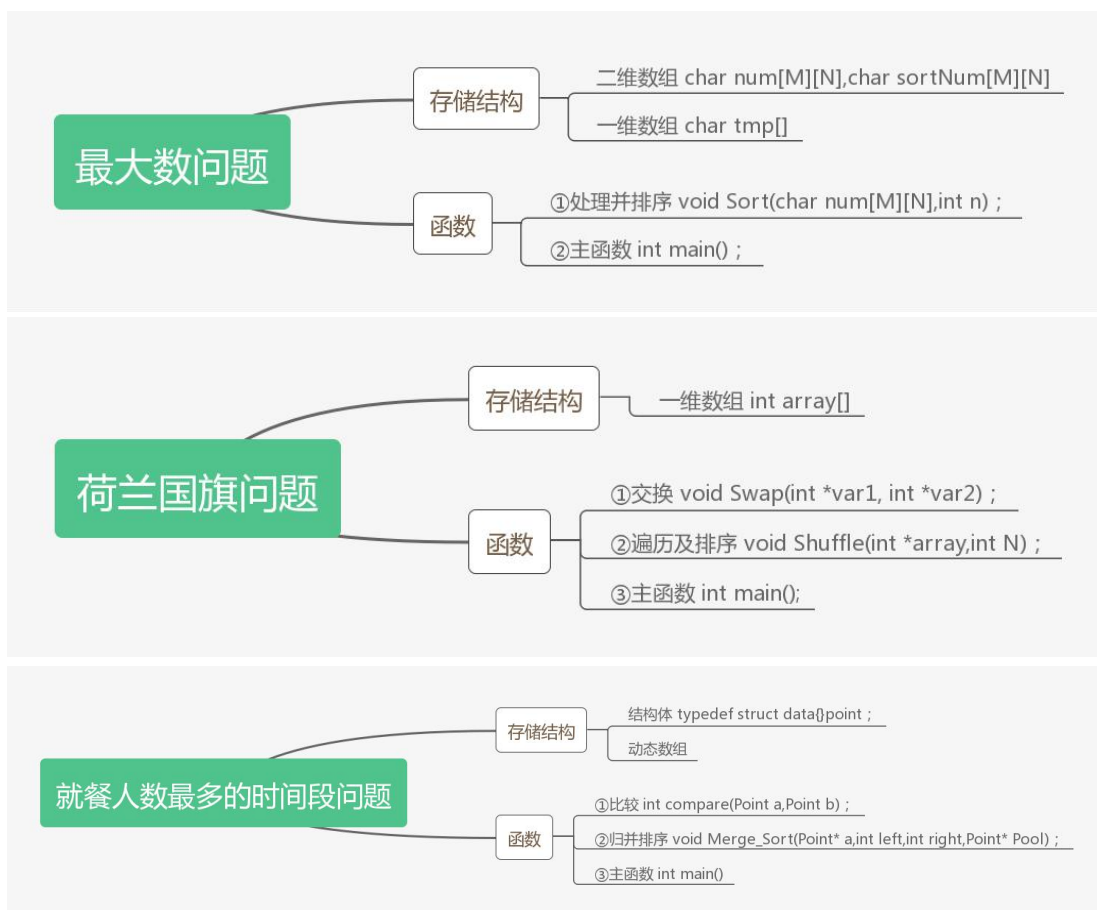 最大数问题
存储结构
二维数组 char num[M][N],char sortNum[M][N]
一维数组 char tmp[]
函数
①处理并排序 void Sort(char num[M][N],int n)；
②主函数 int main()；
荷兰国旗问题
存储结构
一维数组 int array[]
函数
①交换 void Swap(int *var1, int *var2)；
②遍历及排序 void Shuffle(int *array,int N)；
③主函数 int main();
就餐人数最多的时间段问题
存储结构
结构体 typedef struct data{}point；
动态数组
函数
①比较 int compare(Point a,Point b)；
②归并排序 void Merge_Sort(Point* a,int left,int right,Point* Pool)；
③主函数 int main()